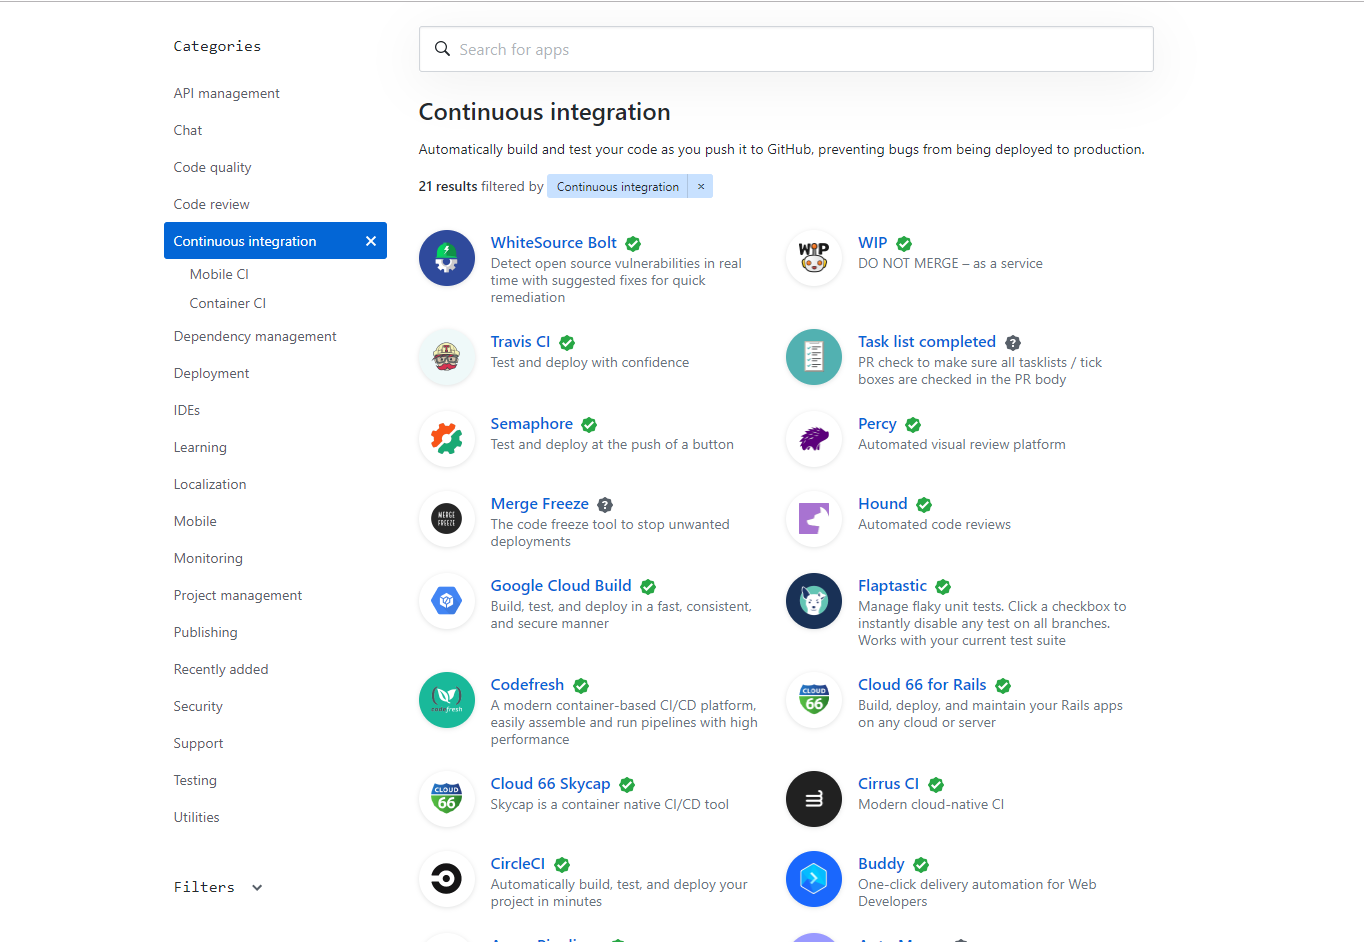 Categories
API management
Chat
Code quality
Code review
Continuous integration
Mobile CI
Container CI
Dependency management
Deployment
IDEs
Learning
Localization
Mobile
Monitoring
Project management
Publishing
Recently added
Security
Support
Testing
Utilities
Filters
Search for apps
Continuous integration
Automatically build and test your code as you push it to GitHub, preventing bugs from being deployed to production.
21 results filtered by Continuous integration ×
WhiteSource Bolt
Detect open source vulnerabilities in real
time with suggested fixes for quick
remediation
WIP
WIP
DO NOT MERGE – as a service
Travis CI
Test and deploy with confidence
Task list completed
PR check to make sure all tasklists / tick
boxes are checked in the PR body
Semaphore
Test and deploy at the push of a button
Percy
Automated visual review platform
MERGE
FREEZE
Merge Freeze
The code freeze tool to stop unwanted
deployments
Hound
Automated code reviews
Google Cloud Build
Build, test, and deploy in a fast, consistent,
and secure manner
Flaptastic
Manage flaky unit tests. Click a checkbox to
instantly disable any test on all branches.
Works with your current test suite
codefresh
Codefresh
A modern container-based CI/CD platform,
easily assemble and run pipelines with high
performance
CLOUD
66
Cloud 66 for Rails
Build, deploy, and maintain your Rails apps
on any cloud or server
CLOUD
66
Cloud 66 Skycap
Skycap is a container native CI/CD tool
Cirrus CI
Modern cloud-native CI
CircleCI
Automatically build, test, and deploy your
project in minutes
Buddy
One-click delivery automation for Web
Developers